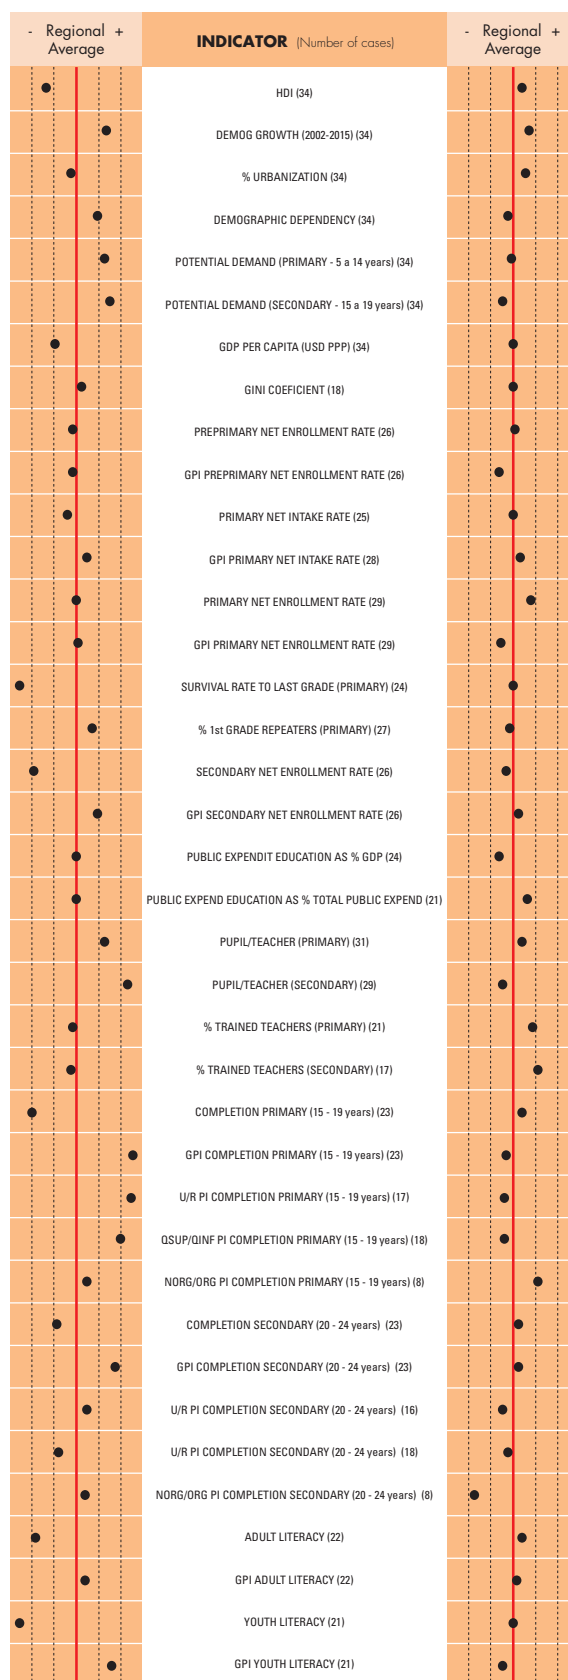 - Regional +
Average
INDICATOR (Number of cases)
- Regional +
Average
HDI (34)
DEMOG GROWTH (2002-2015) (34)
% URBANIZATION (34)
DEMOGRAPHIC DEPENDENCY (34)
POTENTIAL DEMAND (PRIMARY - 5 a 14 years) (34)
POTENTIAL DEMAND (SECONDARY - 15 a 19 years) (34)
GDP PER CAPITA (USD PPP) (34)
GINI COEFICIENT (18)
PREPRIMARY NET ENROLLMENT RATE (26)
GPI PREPRIMARY NET ENROLLMENT RATE (26)
PRIMARY NET INTAKE RATE (25)
GPI PRIMARY NET INTAKE RATE (28)
PRIMARY NET ENROLLMENT RATE (29)
GPI PRIMARY NET ENROLLMENT RATE (29)
SURVIVAL RATE TO LAST GRADE (PRIMARY) (24)
% 1st GRADE REPEATERS (PRIMARY) (27)
SECONDARY NET ENROLLMENT RATE (26)
GPI SECONDARY NET ENROLLMENT RATE (26)
PUBLIC EXPENDIT EDUCATION AS % GDP (24)
PUBLIC EXPEND EDUCATION AS % TOTAL PUBLIC EXPEND (21)
PUPIL/TEACHER (PRIMARY) (31)
PUPIL/TEACHER (SECONDARY) (29)
% TRAINED TEACHERS (PRIMARY) (21)
% TRAINED TEACHERS (SECONDARY) (17)
COMPLETION PRIMARY (15 - 19 years) (23)
GPI COMPLETION PRIMARY (15 - 19 years) (23)
U/R PI COMPLETION PRIMARY (15 - 19 years) (17)
QSUP/QINF PI COMPLETION PRIMARY (15 - 19 years) (18)
NORG/ORG PI COMPLETION PRIMARY (15 - 19 years) (8)
COMPLETION SECONDARY (20 - 24 years) (23)
GPI COMPLETION SECONDARY (20 - 24 years) (23)
U/R PI COMPLETION SECONDARY (20 - 24 years) (16)
U/R PI COMPLETION SECONDARY (20 - 24 years) (18)
NORG/ORG PI COMPLETION SECONDARY (20 - 24 years) (8)
ADULT LITERACY (22)
GPI ADULT LITERACY (22)
YOUTH LITERACY (21)
GPI YOUTH LITERACY (21)